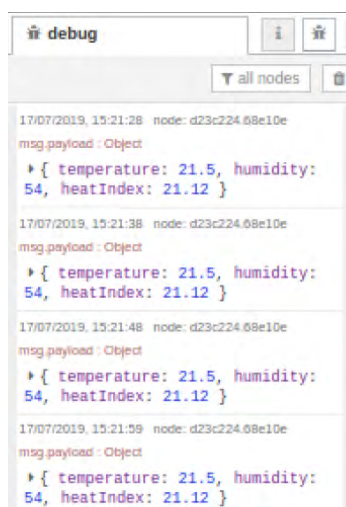 debug
i
all nodes
17/07/2019, 15:21:28 node: d23c224.68e10e
msg.payload : Object
{ temperature: 21.5, humidity:
54, heatIndex: 21.12 }
17/07/2019, 15:21:38 node: d23c224.68e10e
msg.payload : Object
{ temperature: 21.5, humidity:
54, heatIndex: 21.12 }
17/07/2019, 15:21:48 node: d23c224.68e10e
msg.payload : Object
{ temperature: 21.5, humidity:
54, heatIndex: 21.12 }
17/07/2019, 15:21:59 node: d23c224.68e10e
msg.payload : Object
{ temperature: 21.5, humidity:
54, heatIndex: 21.12 }